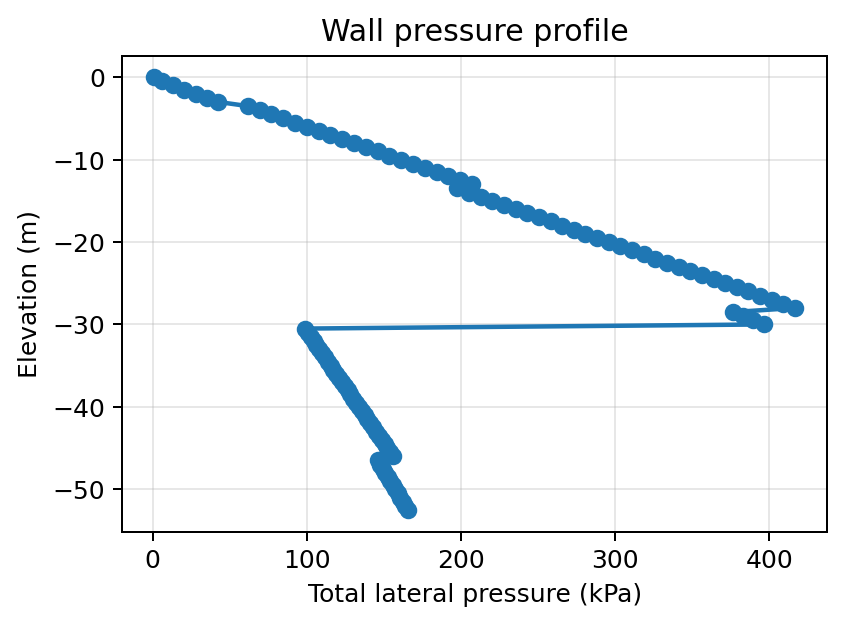 Wall pressure profile
0
−10
−20
−30
−40
−50
Elevation (m)
0 100 200 300 400
Total lateral pressure (kPa)